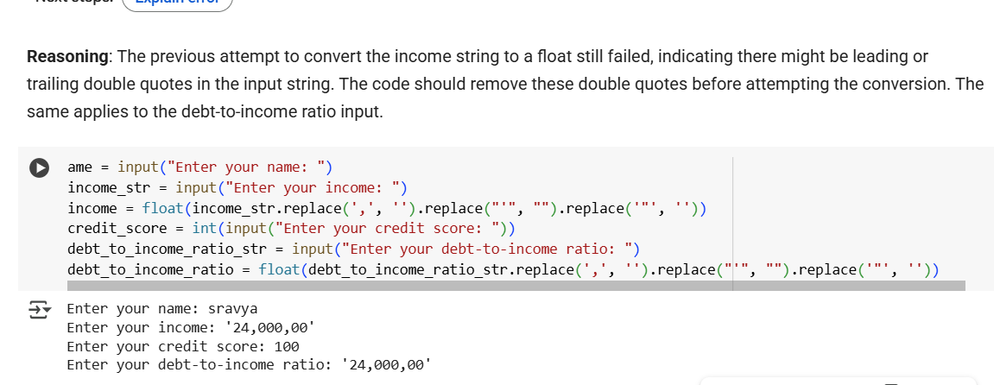 Next steps: Explain error
Reasoning: The previous attempt to convert the income string to a float still failed, indicating there might be leading or
trailing double quotes in the input string. The code should remove these double quotes before attempting the conversion. The
same applies to the debt-to-income ratio input.
ame = input("Enter your name: ")
income_str = input("Enter your income: ")
income = float(income_str.replace(',', '').replace("'", "").replace('"', ''))
credit_score = int(input("Enter your credit score: "))
debt_to_income_ratio_str = input("Enter your debt-to-income ratio: ")
debt_to_income_ratio = float(debt_to_income_ratio_str.replace(',', '').replace("'", "").replace('"', ''))
Enter your name: sravya
Enter your income: '24,000,00'
Enter your credit score: 100
Enter your debt-to-income ratio: '24,000,00'